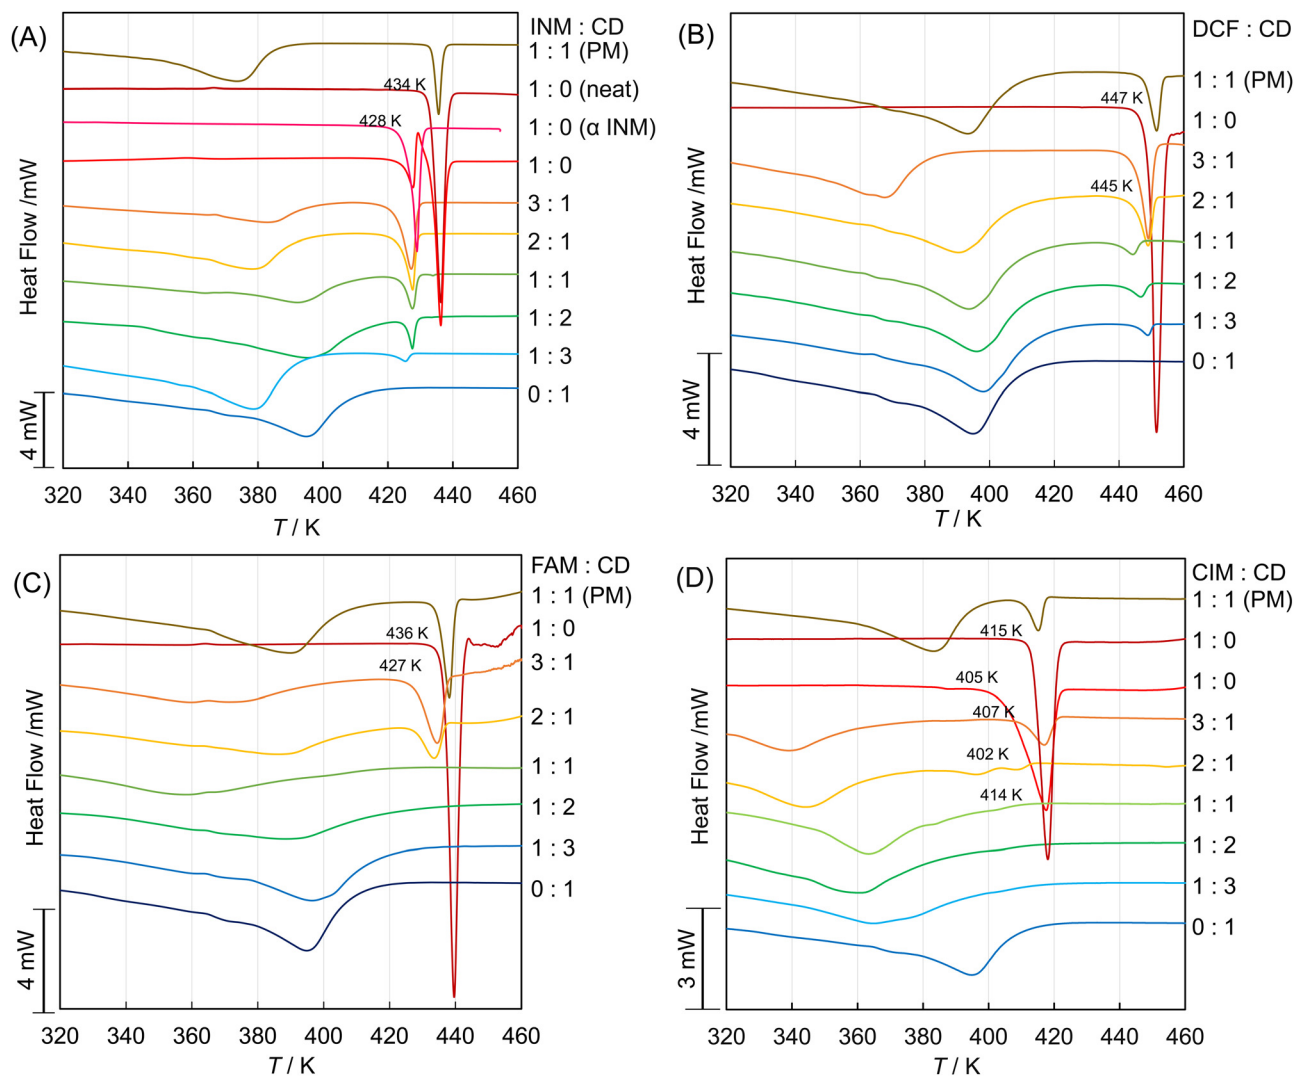 (A)
INM : CD
1 : 1 (PM)
434 K
1 : 0 (neat)
428 K
1 : 0 (α INM)
1 : 0
3 : 1
2 : 1
1 : 1
1 : 2
1 : 3
0 : 1
Heat Flow /mW
4 mW
320 340 360 380 400 420 440 460
T / K
(B)
DCF : CD
1 : 1 (PM)
447 K
1 : 0
3 : 1
445 K
2 : 1
1 : 1
1 : 2
1 : 3
0 : 1
Heat Flow /mW
4 mW
320 340 360 380 400 420 440 460
T / K
(C)
FAM : CD
1 : 1 (PM)
436 K
1 : 0
427 K
3 : 1
2 : 1
1 : 1
1 : 2
1 : 3
0 : 1
Heat Flow /mW
4 mW
320 340 360 380 400 420 440 460
T / K
(D)
CIM : CD
1 : 1 (PM)
415 K
1 : 0
405 K
1 : 0
407 K
3 : 1
402 K
2 : 1
414 K
1 : 1
1 : 2
1 : 3
0 : 1
Heat Flow /mW
3 mW
320 340 360 380 400 420 440 460
T / K